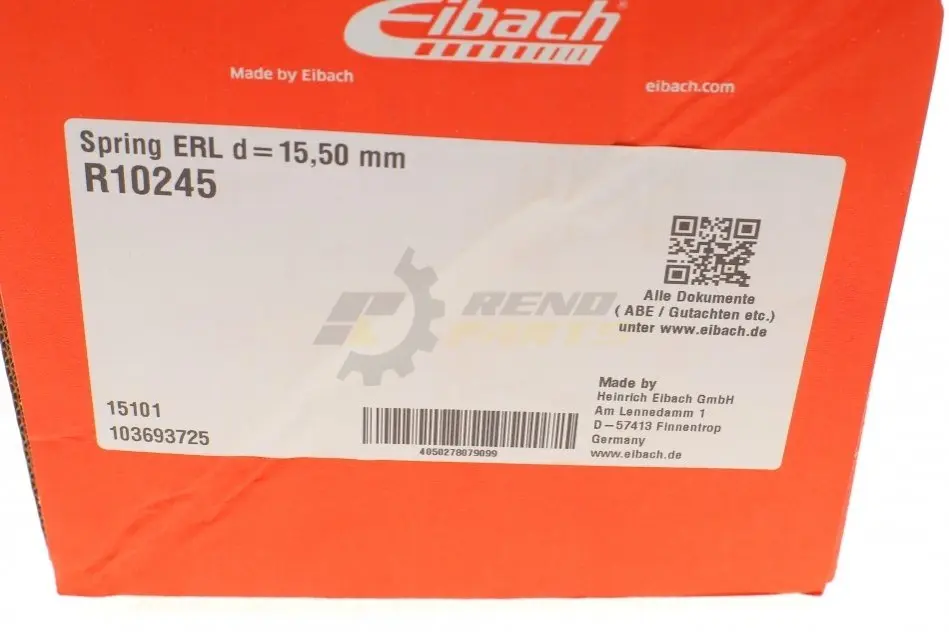 Eibach
Made by Eibach
eibach.com
Spring ERL d=15,50 mm
R10245
Alle Dokumente
( ABE / Gutachten etc.)
unter www.eibach.de
REND
PARTS
15101
103693725
4050278079099
Made by
Heinrich Eibach GmbH
Am Lennedamm 1
D-57413 Finnentrop
Germany
www.eibach.de